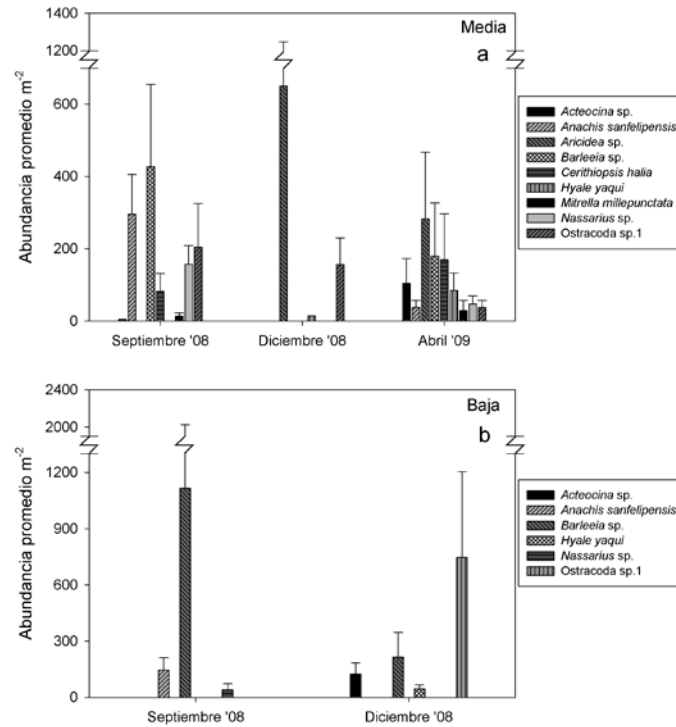 Media
a
1400
1200
600
400
200
0
Abundancia promedio m-2
Septiembre '08
Diciembre '08
Abril '09
Acteocina sp.
Anachis sanfelipensis
Aricidea sp.
Barleeia sp.
Cerithiopsis halia
Hyale yaqui
Mitrella millepunctata
Nassarius sp.
Ostracoda sp.1
Baja
b
2400
2000
1200
900
600
300
0
Abundancia promedio m-2
Septiembre '08
Diciembre '08
Acteocina sp.
Anachis sanfelipensis
Barleeia sp.
Hyale yaqui
Nassarius sp.
Ostracoda sp.1